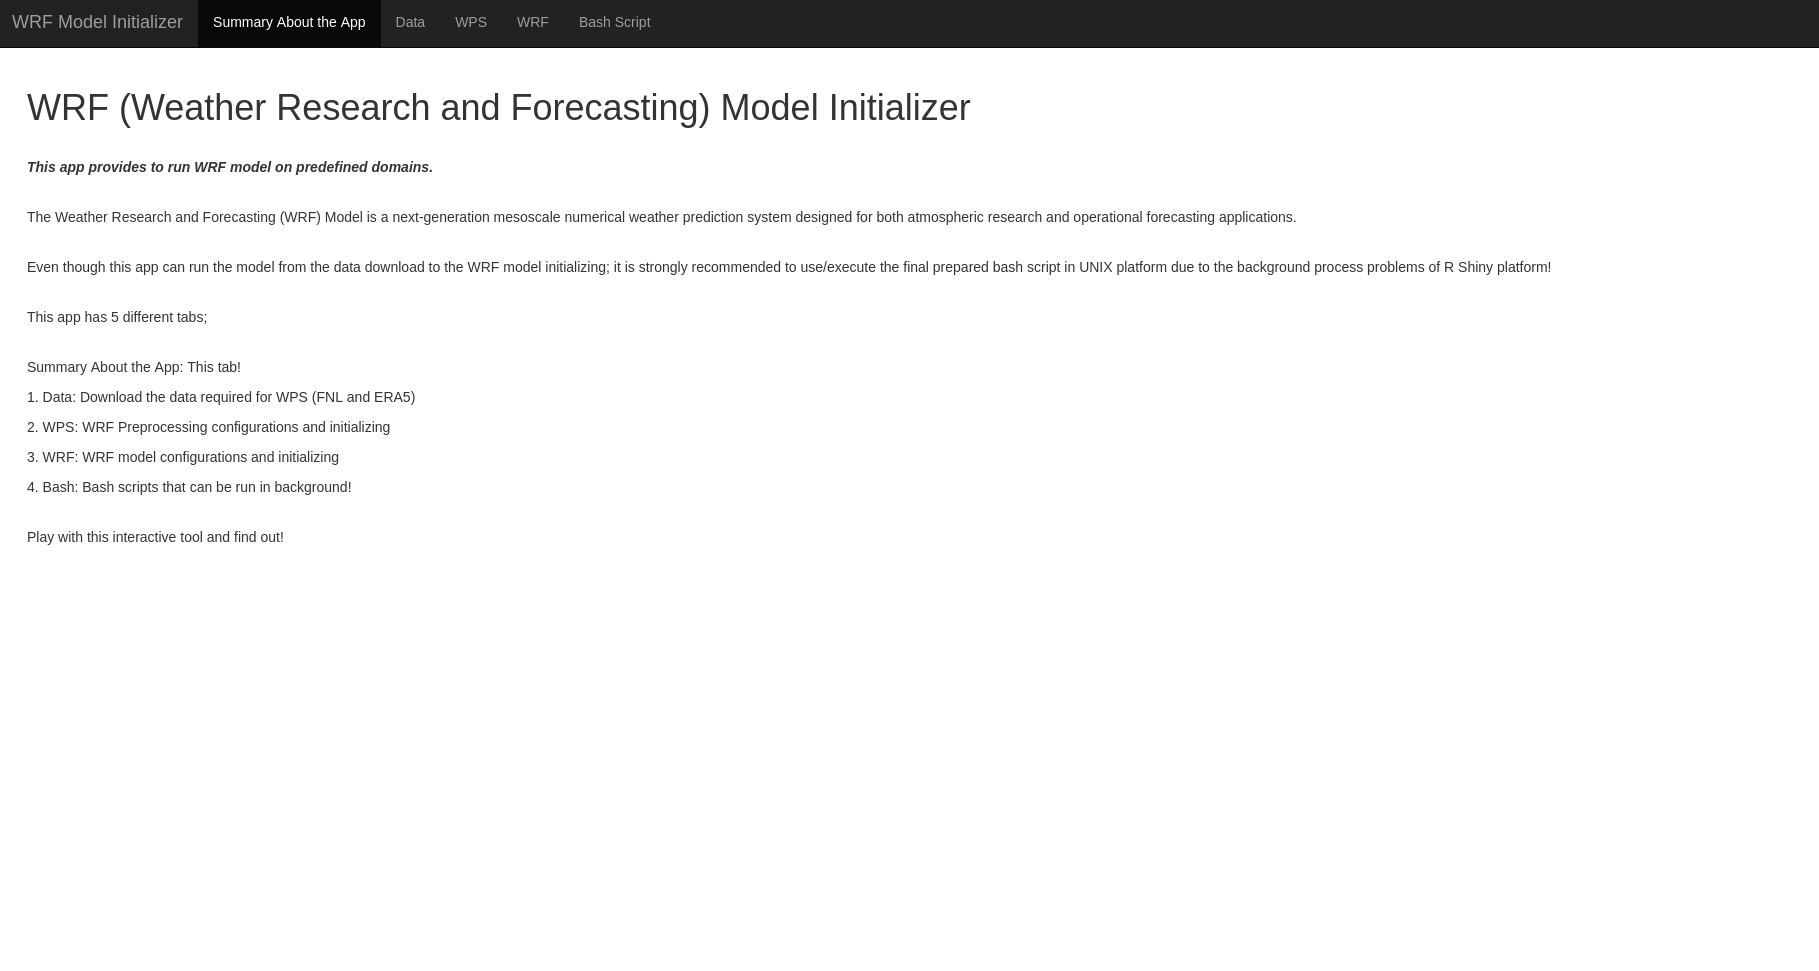 WRF Model Initializer Summary About the App Data WPS WRF Bash Script
WRF (Weather Research and Forecasting) Model Initializer
This app provides to run WRF model on predefined domains.
The Weather Research and Forecasting (WRF) Model is a next-generation mesoscale numerical weather prediction system designed for both atmospheric research and operational forecasting applications.
Even though this app can run the model from the data download to the WRF model initializing; it is strongly recommended to use/execute the final prepared bash script in UNIX platform due to the background process problems of R Shiny platform!
This app has 5 different tabs;
Summary About the App: This tab!
1. Data: Download the data required for WPS (FNL and ERA5)
2. WPS: WRF Preprocessing configurations and initializing
3. WRF: WRF model configurations and initializing
4. Bash: Bash scripts that can be run in background!
Play with this interactive tool and find out!